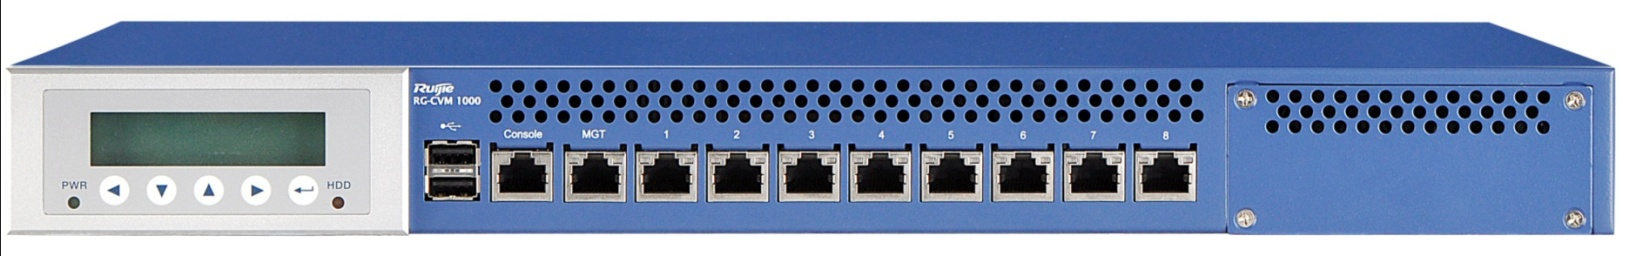 Ruijie
RG-CVM 1000
Console MGT 1 2 3 4 5 6 7 8
PWR HDD